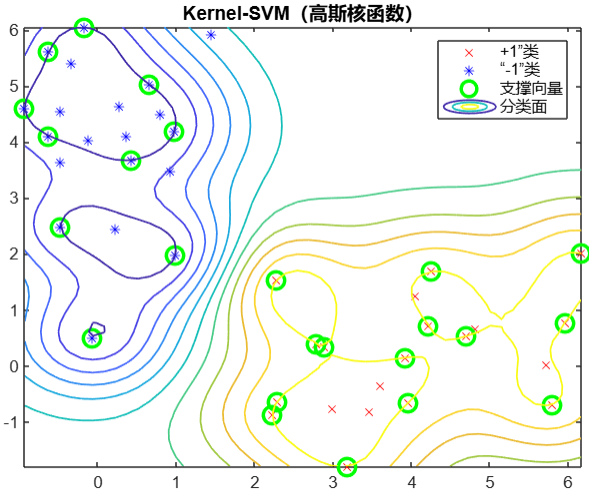 Kernel-SVM（高斯核函数）
+1”类
“-1”类
支撑向量
分类面
6
5
4
3
2
1
0
-1
0 1 2 3 4 5 6